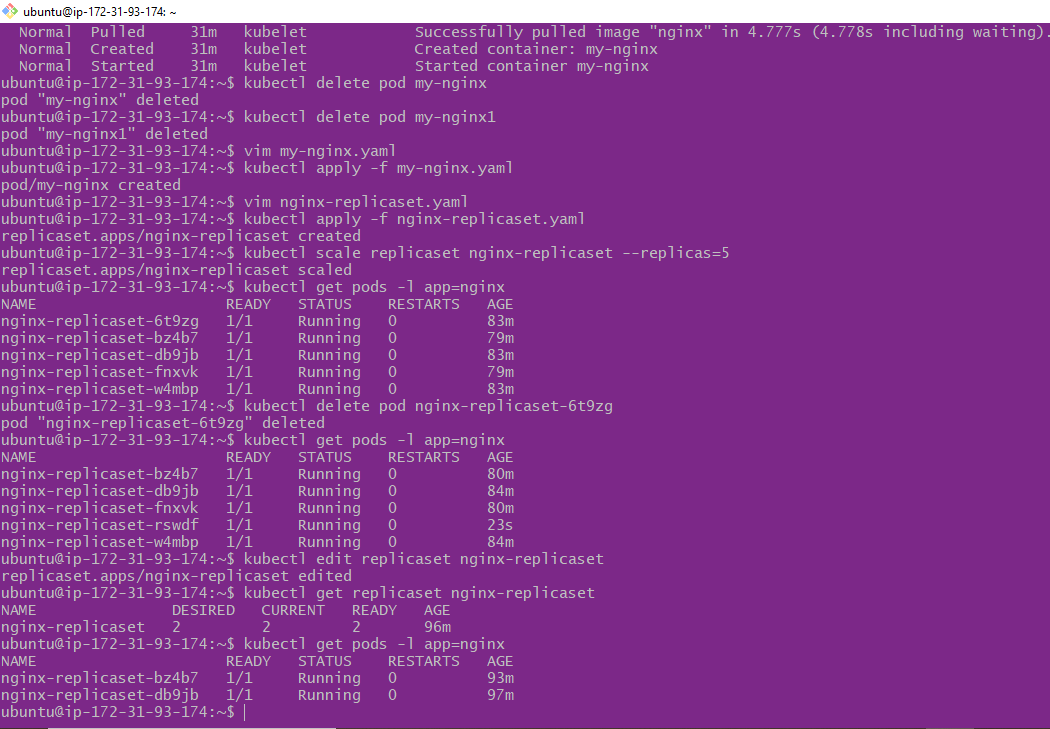 ubuntu@ip-172-31-93-174: ~
Normal Pulled 31m kubelet Successfully pulled image "nginx" in 4.777s (4.778s including waiting).
Normal Created 31m kubelet Created container: my-nginx
Normal Started 31m kubelet Started container my-nginx
ubuntu@ip-172-31-93-174:~$ kubectl delete pod my-nginx
pod "my-nginx" deleted
ubuntu@ip-172-31-93-174:~$ kubectl delete pod my-nginx1
pod "my-nginx1" deleted
ubuntu@ip-172-31-93-174:~$ vim my-nginx.yaml
ubuntu@ip-172-31-93-174:~$ kubectl apply -f my-nginx.yaml
pod/my-nginx created
ubuntu@ip-172-31-93-174:~$ vim nginx-replicaset.yaml
ubuntu@ip-172-31-93-174:~$ kubectl apply -f nginx-replicaset.yaml
replicaset.apps/nginx-replicaset created
ubuntu@ip-172-31-93-174:~$ kubectl scale replicaset nginx-replicaset --replicas=5
replicaset.apps/nginx-replicaset scaled
ubuntu@ip-172-31-93-174:~$ kubectl get pods -l app=nginx
NAME READY STATUS RESTARTS AGE
nginx-replicaset-6t9zg 1/1 Running 0 83m
nginx-replicaset-bz4b7 1/1 Running 0 79m
nginx-replicaset-db9jb 1/1 Running 0 83m
nginx-replicaset-fnxvk 1/1 Running 0 79m
nginx-replicaset-w4mbp 1/1 Running 0 83m
ubuntu@ip-172-31-93-174:~$ kubectl delete pod nginx-replicaset-6t9zg
pod "nginx-replicaset-6t9zg" deleted
ubuntu@ip-172-31-93-174:~$ kubectl get pods -l app=nginx
NAME READY STATUS RESTARTS AGE
nginx-replicaset-bz4b7 1/1 Running 0 80m
nginx-replicaset-db9jb 1/1 Running 0 84m
nginx-replicaset-fnxvk 1/1 Running 0 80m
nginx-replicaset-rswdf 1/1 Running 0 23s
nginx-replicaset-w4mbp 1/1 Running 0 84m
ubuntu@ip-172-31-93-174:~$ kubectl edit replicaset nginx-replicaset
replicaset.apps/nginx-replicaset edited
ubuntu@ip-172-31-93-174:~$ kubectl get replicaset nginx-replicaset
NAME DESIRED CURRENT READY AGE
nginx-replicaset 2 2 2 96m
ubuntu@ip-172-31-93-174:~$ kubectl get pods -l app=nginx
NAME READY STATUS RESTARTS AGE
nginx-replicaset-bz4b7 1/1 Running 0 93m
nginx-replicaset-db9jb 1/1 Running 0 97m
ubuntu@ip-172-31-93-174:~$